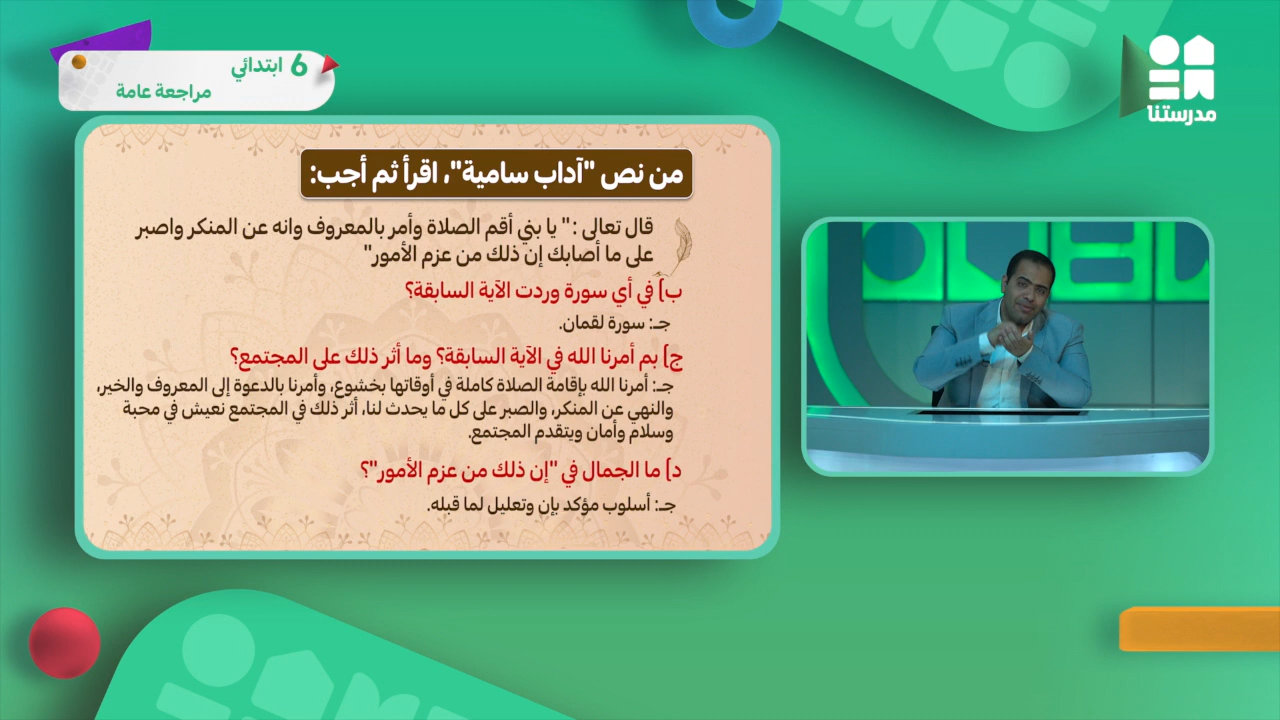 6 ابتدائي
مراجعة عامة
مدرستنا
من نص "آداب سامية"، اقرأ ثم أجب:
قال تعالى : " يا بني أقم الصلاة وأمر بالمعروف وانه عن المنكر واصبر
على ما أصابك إن ذلك من عزم الأمور"
ب) في أي سورة وردت الآية السابقة؟
جـ: سورة لقمان.
ج) بم أمرنا الله في الآية السابقة؟ وما أثر ذلك على المجتمع؟
جـ: أمرنا الله بإقامة الصلاة كاملة في أوقاتها بخشوع، وأمرنا بالدعوة إلى المعروف والخير،
والنهي عن المنكر، والصبر على كل ما يحدث لنا، أثر ذلك في المجتمع نعيش في محبة
وسلام وأمان ويتقدم المجتمع.
د) ما الجمال في "إن ذلك من عزم الأمور"؟
جـ: أسلوب مؤكد بإن وتعليل لما قبله.